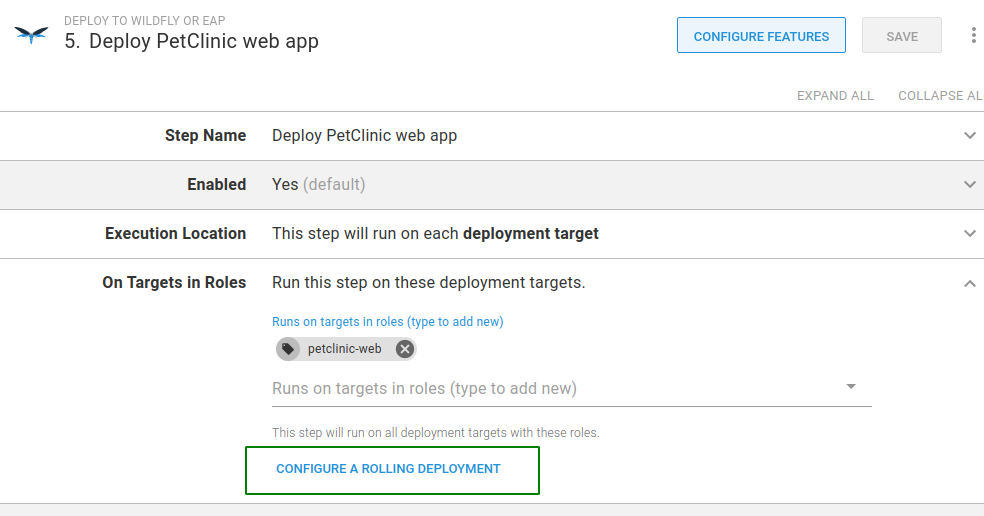 DEPLOY TO WILDFLY OR EAP
5. Deploy PetClinic web app
CONFIGURE FEATURES
SAVE
EXPAND ALL
COLLAPSE AL
Step Name
Deploy PetClinic web app
Enabled
Yes (default)
Execution Location
This step will run on each deployment target
On Targets in Roles
Run this step on these deployment targets.
Runs on targets in roles (type to add new)
petclinic-web
Runs on targets in roles (type to add new)
This step will run on all deployment targets with these roles.
CONFIGURE A ROLLING DEPLOYMENT